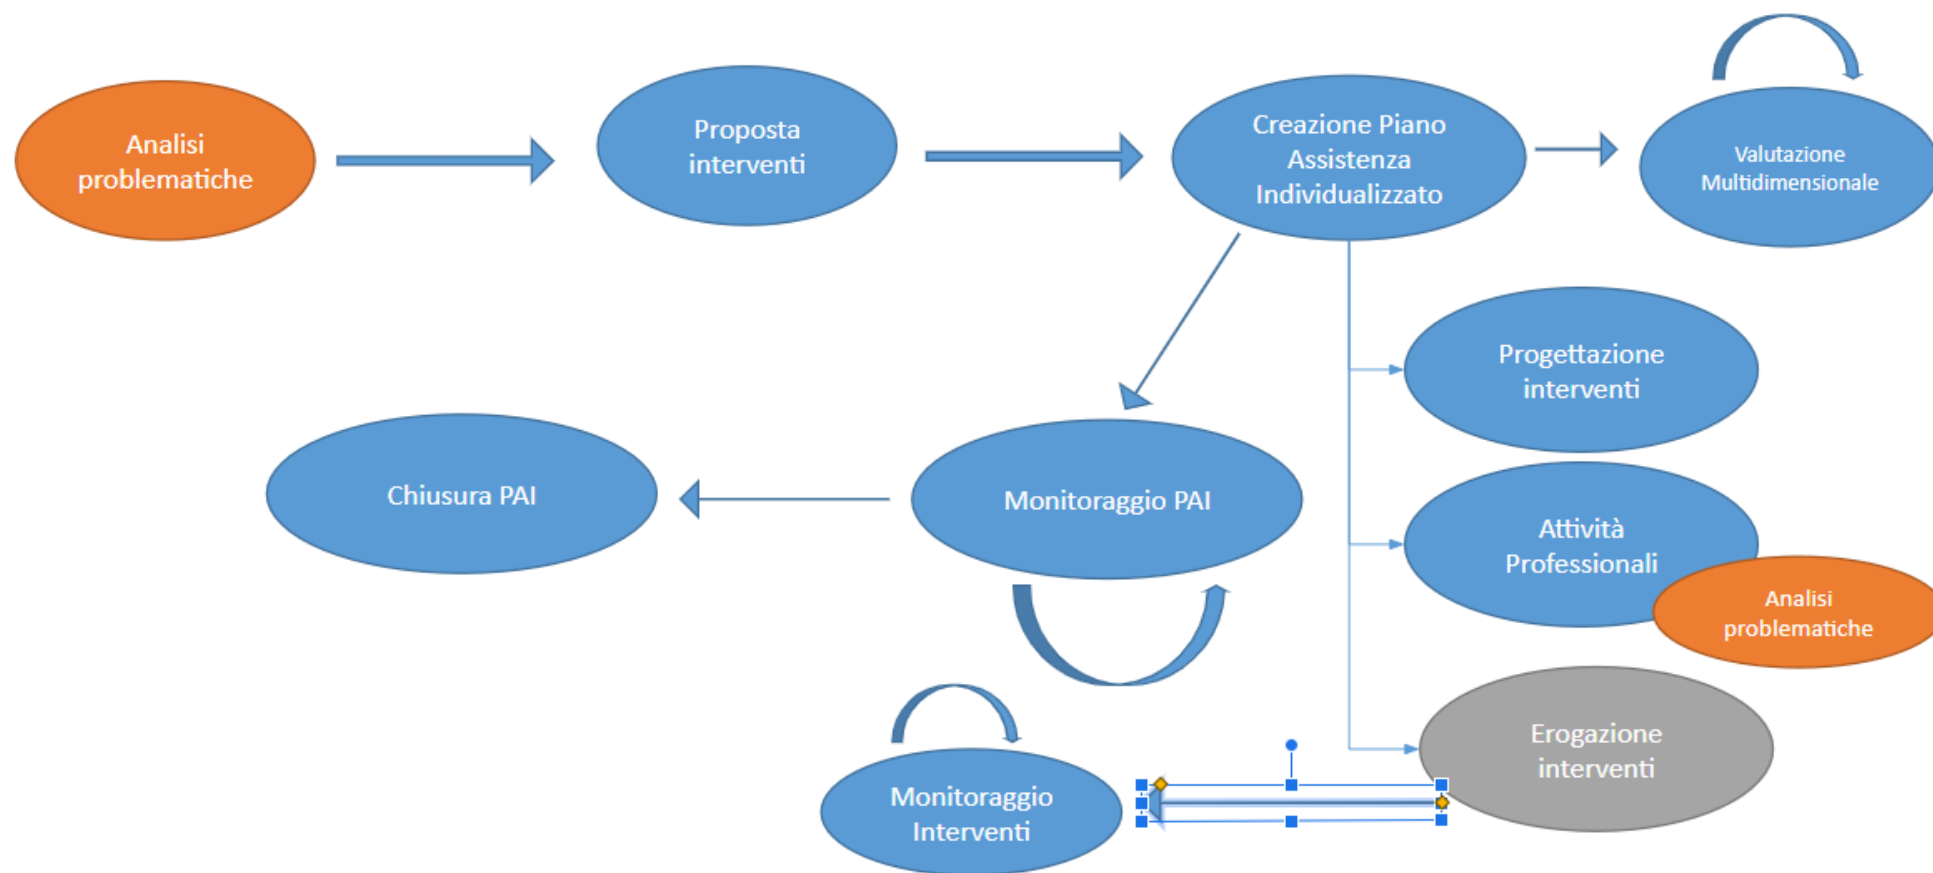 Analisi
problematiche
Proposta
interventi
Creazione Piano
Assistenza
Individualizzato
Valutazione
Multidimensionale
Progettazione
interventi
Chiusura PAI
Monitoraggio PAI
Attività
Professionali
Analisi
problematiche
Erogazione
interventi
Monitoraggio
Interventi